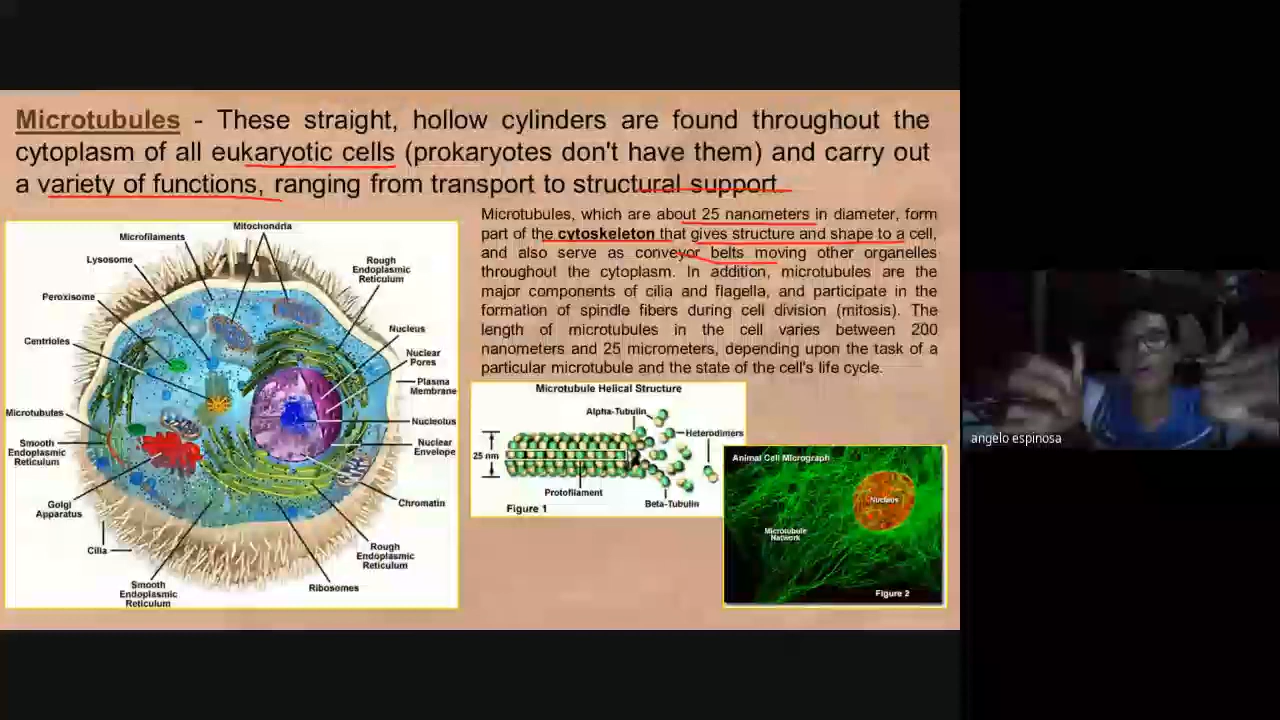 Microtubules - These straight, hollow cylinders are found throughout the
cytoplasm of all eukaryotic cells (prokaryotes don't have them) and carry out
a variety of functions, ranging from transport to structural support.
Microtubules, which are about 25 nanometers in diameter, form
part of the cytoskeleton that gives structure and shape to a cell,
and also serve as conveyor belts moving other organelles
throughout the cytoplasm. In addition, microtubules are the
major components of cilia and flagella, and participate in the
formation of spindle fibers during cell division (mitosis). The
length of microtubules in the cell varies between 200
nanometers and 25 micrometers, depending upon the task of a
particular microtubule and the state of the cell's life cycle.
Mitochondria
Microfilaments
Lysosome
Rough
Endoplasmic
Reticulum
Peroxisome
Nucleus
Centrioles
Nuclear
Pores
Plasma
Membrane
Microtubules
Nucleolus
Smooth
Endoplasmic
Reticulum
Nuclear
Envelope
Golgi
Apparatus
Chromatin
Cilia
Rough
Endoplasmic
Reticulum
Smooth
Endoplasmic
Reticulum
Ribosomes
Microtubule Helical Structure
Alpha-Tubulin
Heterodimers
25 nm
Protofilament
Beta-Tubulin
Figure 1
Animal Cell Micrograph
Nucleus
Microtubule
Network
Figure 2
angelo espinosa